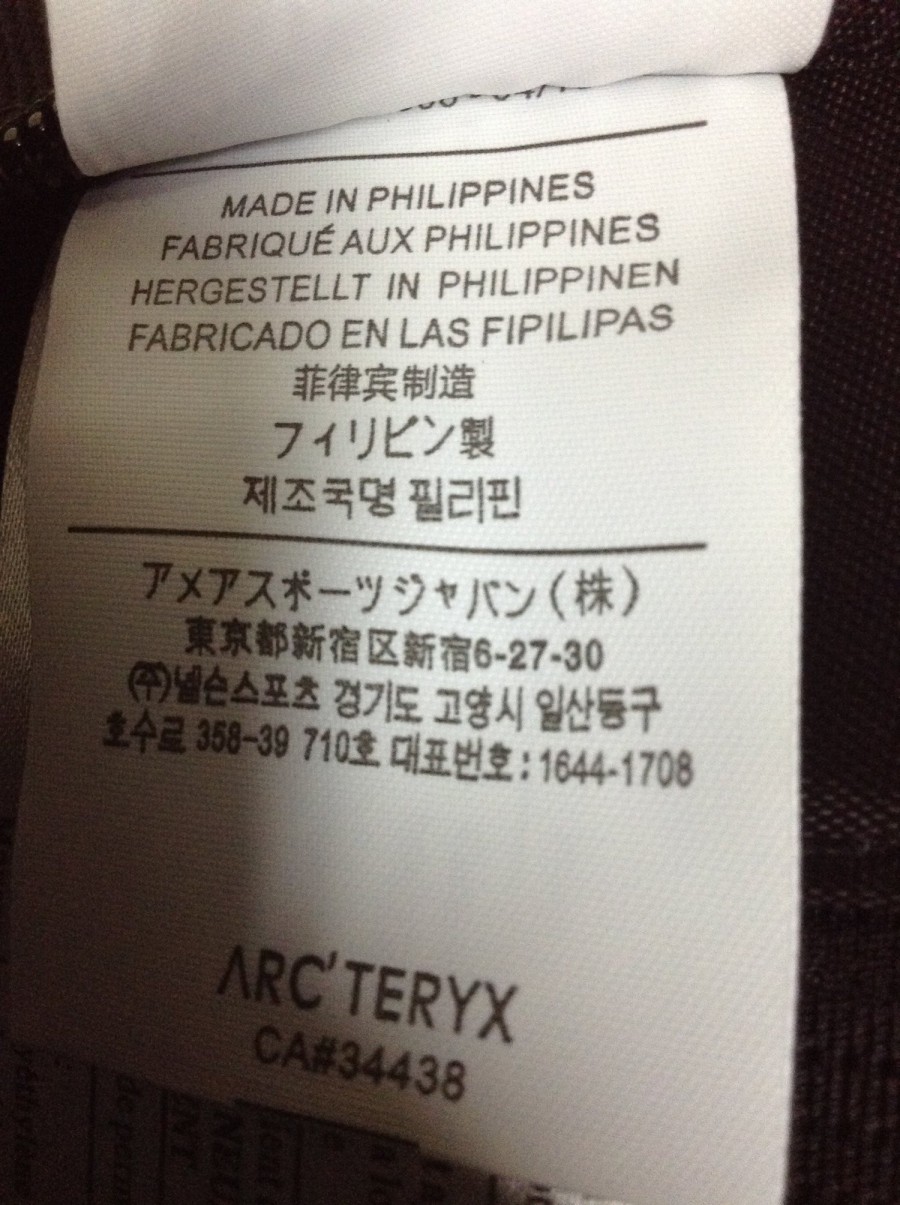 MADE IN PHILIPPINES
FABRIQUÉ AUX PHILIPPINES
HERGESTELLT IN PHILIPPINEN
FABRICADO EN LAS FIPILIPAS
菲律宾制造
フィリピン製
제조국명 필리핀
アメアスポーツジャパン(株)
東京都新宿区新宿6-27-30
(주)넬슨스포츠 경기도 고양시 일산동구
호수로 358-39 710호 대표번호:1644-1708
ARC'TERYX
CA#34438